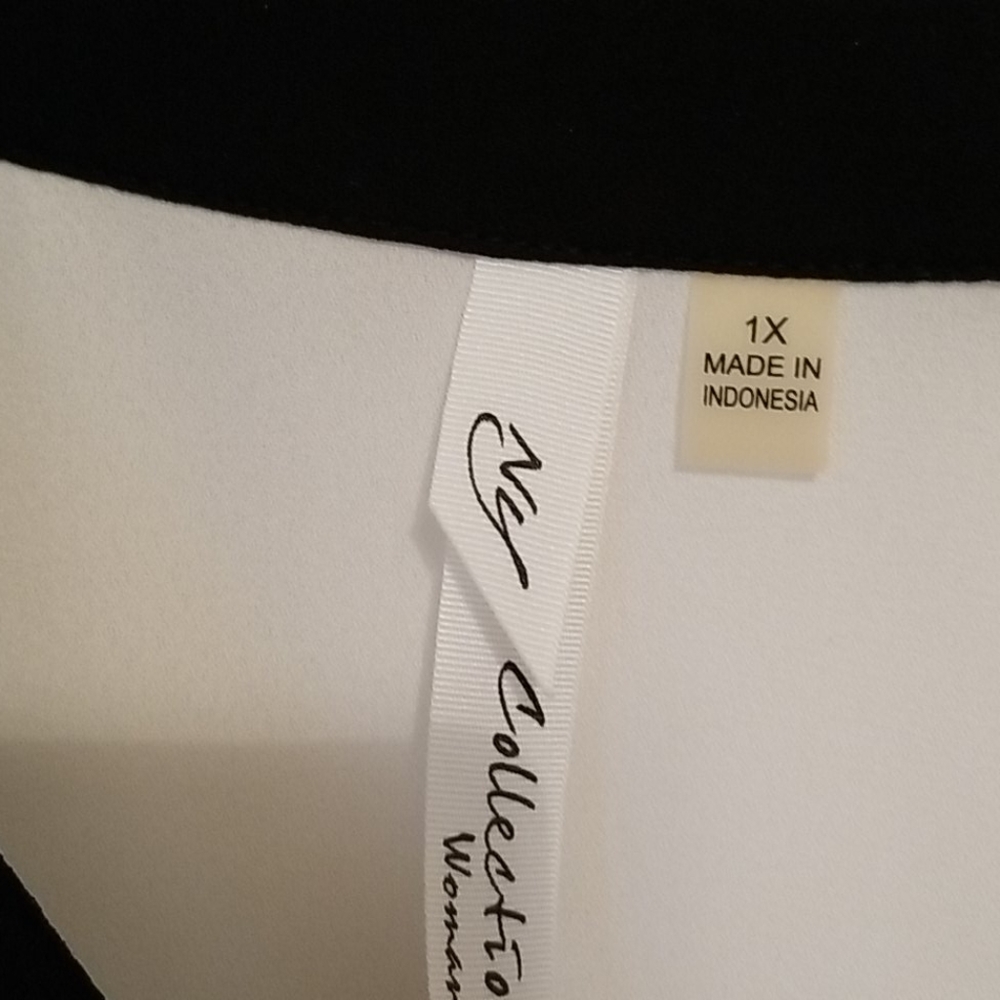 Ny Collectio
Woman
1X
MADE IN
INDONESIA